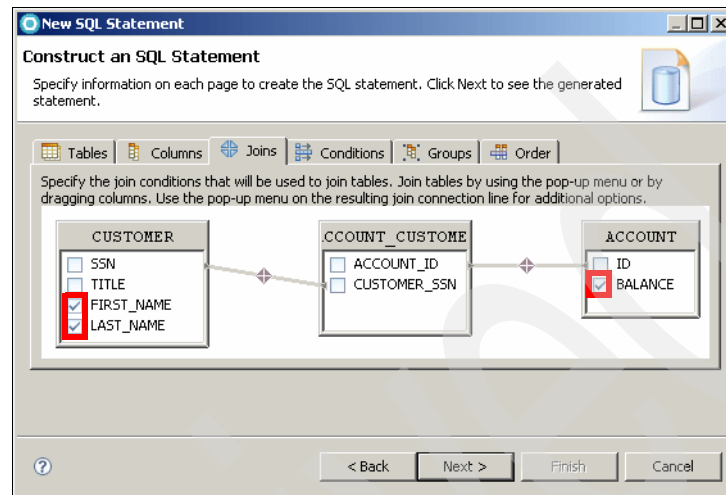 New SQL Statement
Construct an SQL Statement
Specify information on each page to create the SQL statement. Click Next to see the generated
statement.
Tables Columns Joins Conditions Groups Order
Specify the join conditions that will be used to join tables. Join tables by using the pop-up menu or by
dragging columns. Use the pop-up menu on the resulting join connection line for additional options.
CUSTOMER .CCOUNT_CUSTOME ACCOUNT
SSN ACCOUNT_ID ID
TITLE CUSTOMER_SSN BALANCE
FIRST_NAME
LAST_NAME
? < Back Next > Finish Cancel